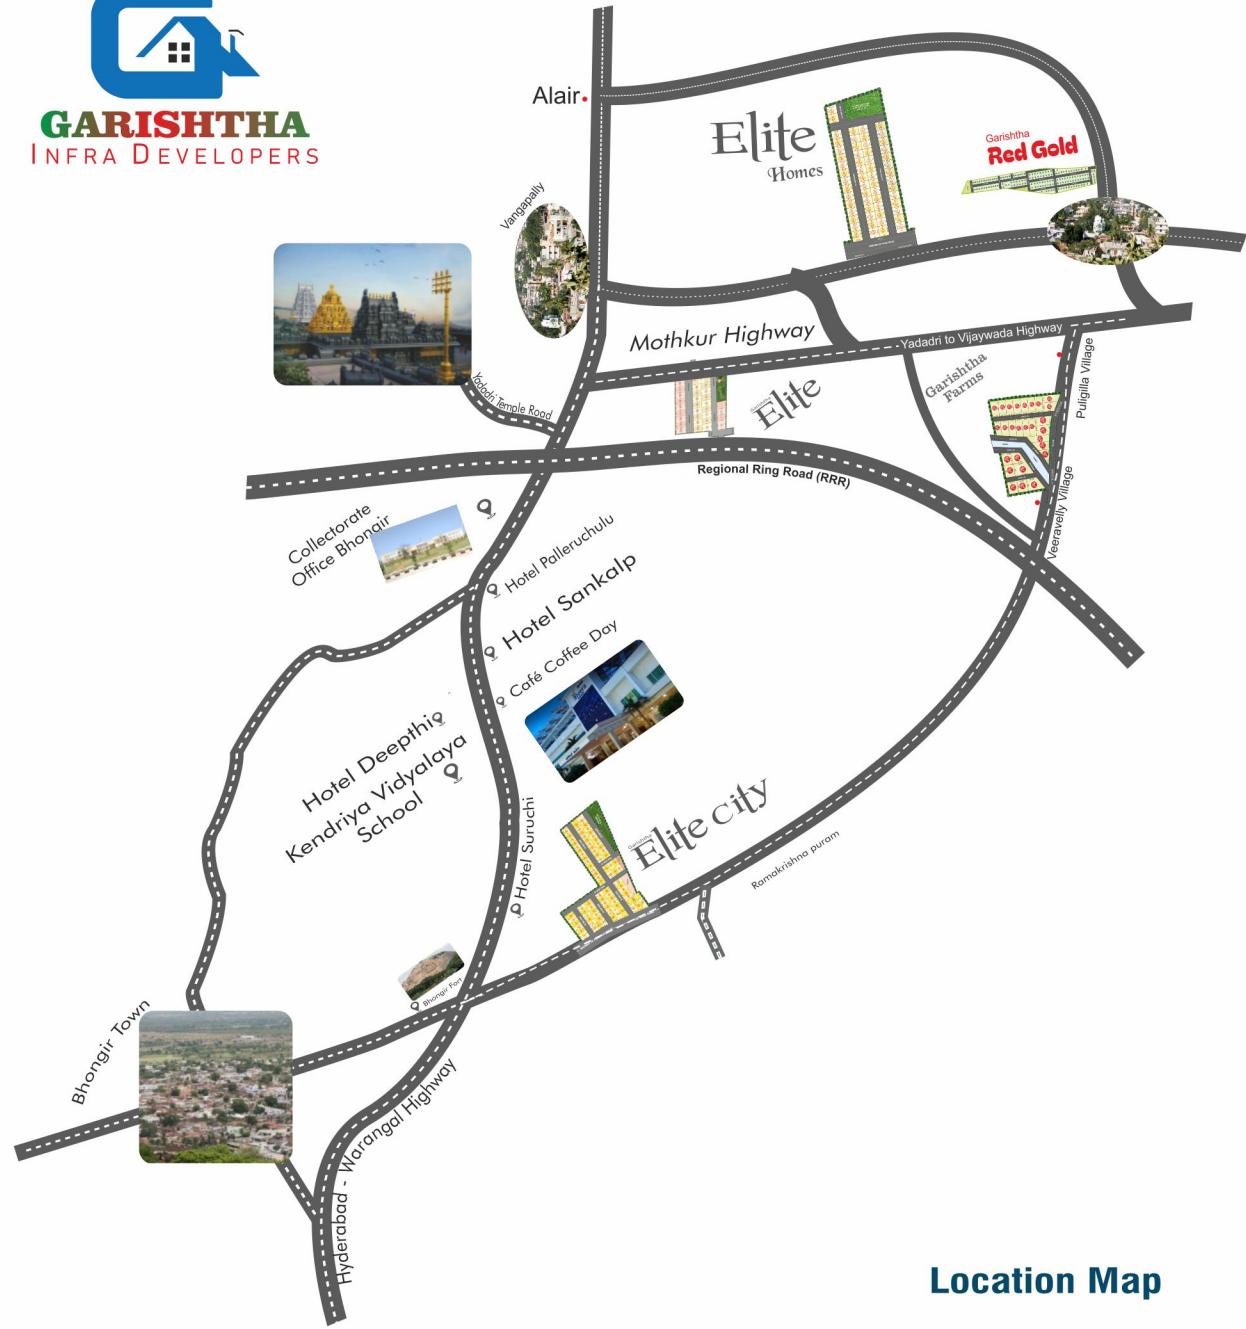 GARISHTHA
INFRA DEVELOPERS
Alair
Elite
Homes
Garishtha
Red Gold
Vangapally
Mothkur Highway
Yadadri to Vijaywada Highway
Yadadri Temple Road
Elite
Garishtha
Farms
Puligilla Village
Regional Ring Road (RRR)
Veeravelly Village
Collectorate
Office Bhongir
Hotel Palleruchulu
Hotel Sankalp
Café Coffee Day
Hotel Deepthi
Kendriya Vidyalaya
School
Hotel Suruchi
Garishtha
Elite City
Ramakrishna puram
Bhongir Fort
Bhongir Town
Hyderabad - Warangal Highway
Location Map